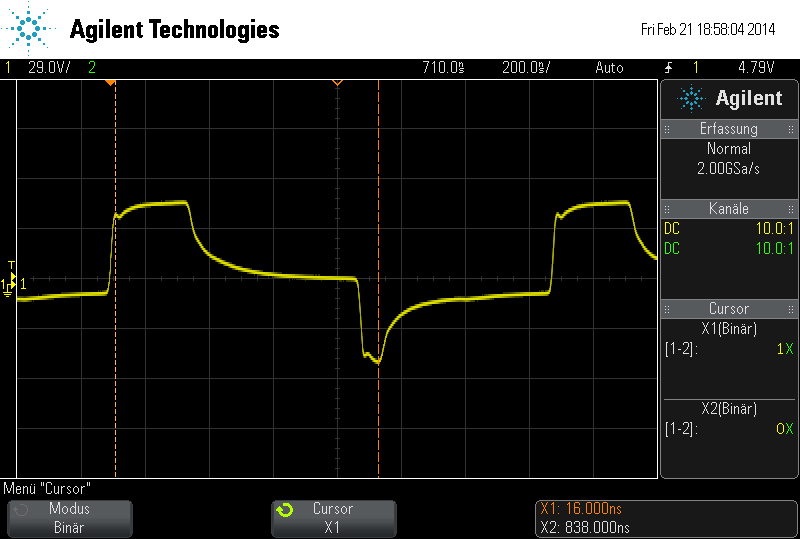 Agilent Technologies
Fri Feb 21 18:58:04 2014
1 29.0V/ 2 710.0s 200.0s/ Auto 1 4.79V
Agilent
Erfassung
Normal
2.00GSa/s
Kanäle
DC 10.0:1
DC 10.0:1
Cursor
X1(Binär)
[1-2]: 1X
X2(Binär)
[1-2]: 0X
T
1 1
Menü "Cursor"
Modus
Binär
Cursor
X1
X1: 16.000ns
X2: 838.000ns